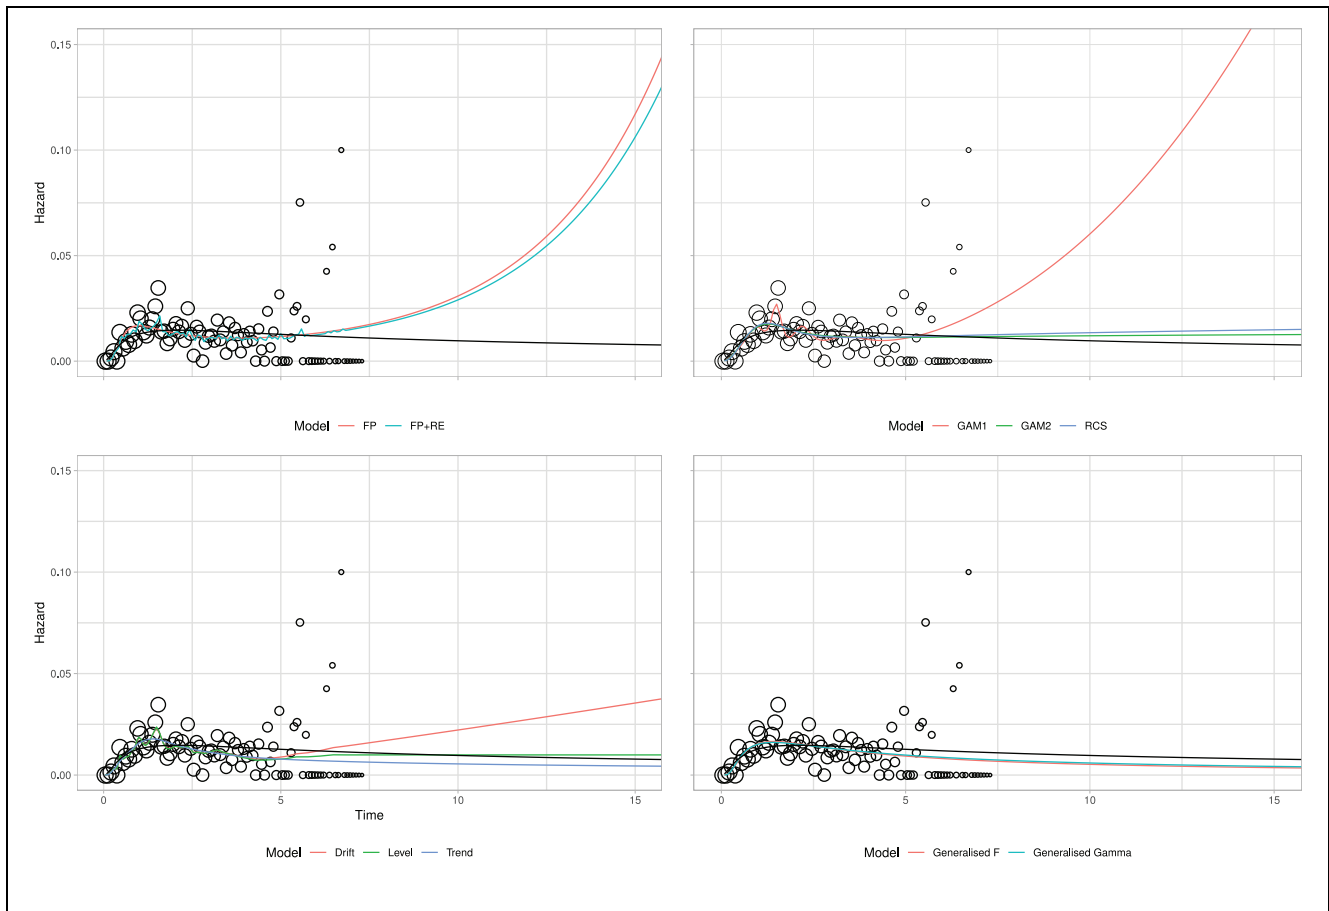 0.15
0.10
0.05
0.00
Hazard
Model FP FP+RE
Model GAM1 GAM2 RCS
0.15
0.10
0.05
0.00
Hazard
0 5 10 15
Time
0 5 10 15
Model Drift Level Trend
Model Generalised F Generalised Gamma